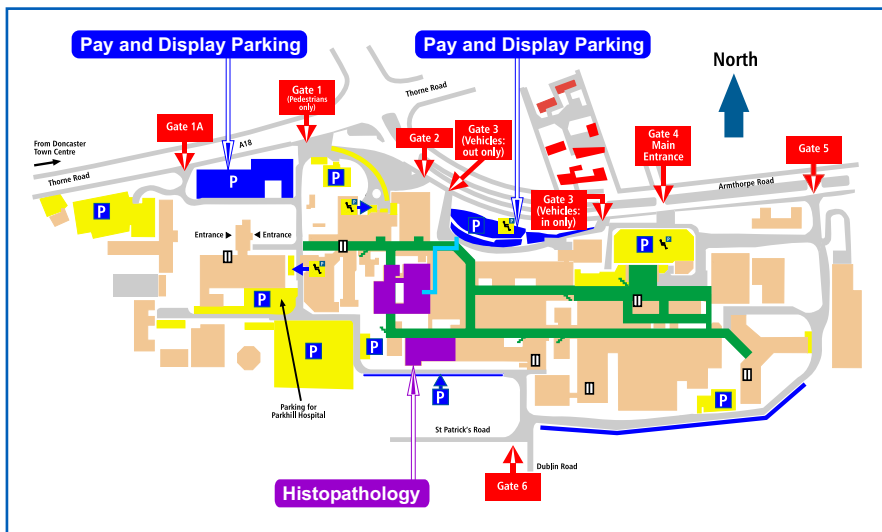 Pay and Display Parking
Pay and Display Parking
North
Thorne Road
Gate 1
(Pedestrians
only)
Gate 1A
A18
Gate 2
Gate 3
(Vehicles:
out only)
Gate 4
Main
Entrance
Gate 5
From Doncaster
Town Centre
Thorne Road
P
P
Armthorpe Road
Gate 3
(Vehicles:
in only)
P
P
P
P
P
Entrance
Entrance
P
P
P
P
P
P
P
P
Parking for
Parkhill Hospital
St Patrick's Road
Dublin Road
Gate 6
Histopathology